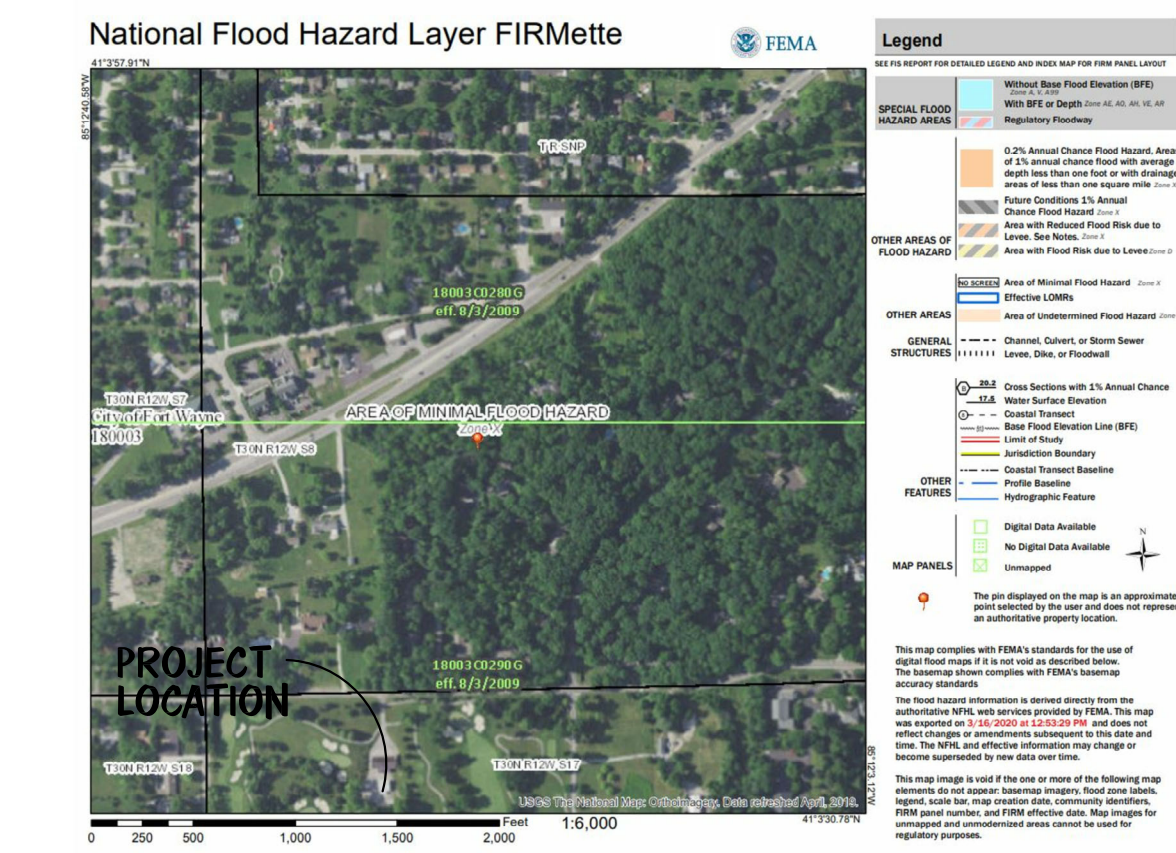 National Flood Hazard Layer FIRMette
FEMA
Legend
41°3'57.91"N
SEE FIS REPORT FOR DETAILED LEGEND AND INDEX MAP FOR FIRM PANEL LAYOUT
85°12'40.58"W
SPECIAL FLOOD
HAZARD AREAS
Without Base Flood Elevation (BFE)
Zone A, V, A99
With BFE or Depth Zone AE, AO, AH, VE, AR
Regulatory Floodway
0.2% Annual Chance Flood Hazard, Areas
of 1% annual chance flood with average
depth less than one foot or with drainage
areas of less than one square mile Zone X
Future Conditions 1% Annual
Chance Flood Hazard Zone X
Area with Reduced Flood Risk due to
Levee. See Notes. Zone X
Area with Flood Risk due to Levee Zone D
OTHER AREAS OF
FLOOD HAZARD
NO SCREEN Area of Minimal Flood Hazard Zone X
Effective LOMRs
OTHER AREAS
Area of Undetermined Flood Hazard Zone
GENERAL
STRUCTURES
Channel, Culvert, or Storm Sewer
Levee, Dike, or Floodwall
B 20.2 Cross Sections with 1% Annual Chance
17.5 Water Surface Elevation
Coastal Transect
Base Flood Elevation Line (BFE)
Limit of Study
Jurisdiction Boundary
Coastal Transect Baseline
OTHER
FEATURES
Profile Baseline
Hydrographic Feature
Digital Data Available
No Digital Data Available
MAP PANELS
Unmapped
N
The pin displayed on the map is an approximate
point selected by the user and does not represe
an authoritative property location.
This map complies with FEMA's standards for the use of
digital flood maps if it is not void as described below.
The basemap shown complies with FEMA's basemap
accuracy standards
The flood hazard information is derived directly from the
authoritative NFHL web services provided by FEMA. This map
was exported on 3/16/2020 at 12:53:29 PM and does not
reflect changes or amendments subsequent to this date and
time. The NFHL and effective information may change or
become superseded by new data over time.
This map image is void if the one or more of the following map
elements do not appear: basemap imagery, flood zone labels,
legend, scale bar, map creation date, community identifiers,
FIRM panel number, and FIRM effective date. Map images for
unmapped and unmodernized areas cannot be used for
regulatory purposes.
T R SNP
18003C0280G
eff. 8/3/2009
T30N R12W S7
City of Fort Wayne
180003
AREA OF MINIMAL FLOOD HAZARD
Zone X
T30N R12W S8
PROJECT
LOCATION
18003C0290G
eff. 8/3/2009
T30N R12W S18
T30N R12W S17
USGS The National Map: Orthoimagery. Data refreshed April, 2019.
85°12'3.12"W
41°3'30.78"N
0 250 500 1,000 1,500 2,000 Feet 1:6,000